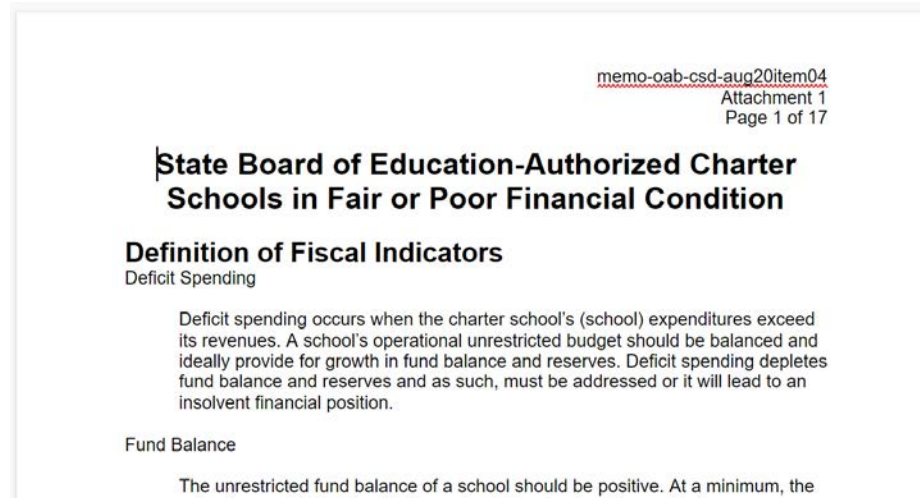 memo-oab-csd-aug20item04
Attachment 1
Page 1 of 17
State Board of Education-Authorized Charter
Schools in Fair or Poor Financial Condition
Definition of Fiscal Indicators
Deficit Spending
Deficit spending occurs when the charter school's (school) expenditures exceed
its revenues. A school's operational unrestricted budget should be balanced and
ideally provide for growth in fund balance and reserves. Deficit spending depletes
fund balance and reserves and as such, must be addressed or it will lead to an
insolvent financial position.
Fund Balance
The unrestricted fund balance of a school should be positive. At a minimum, the